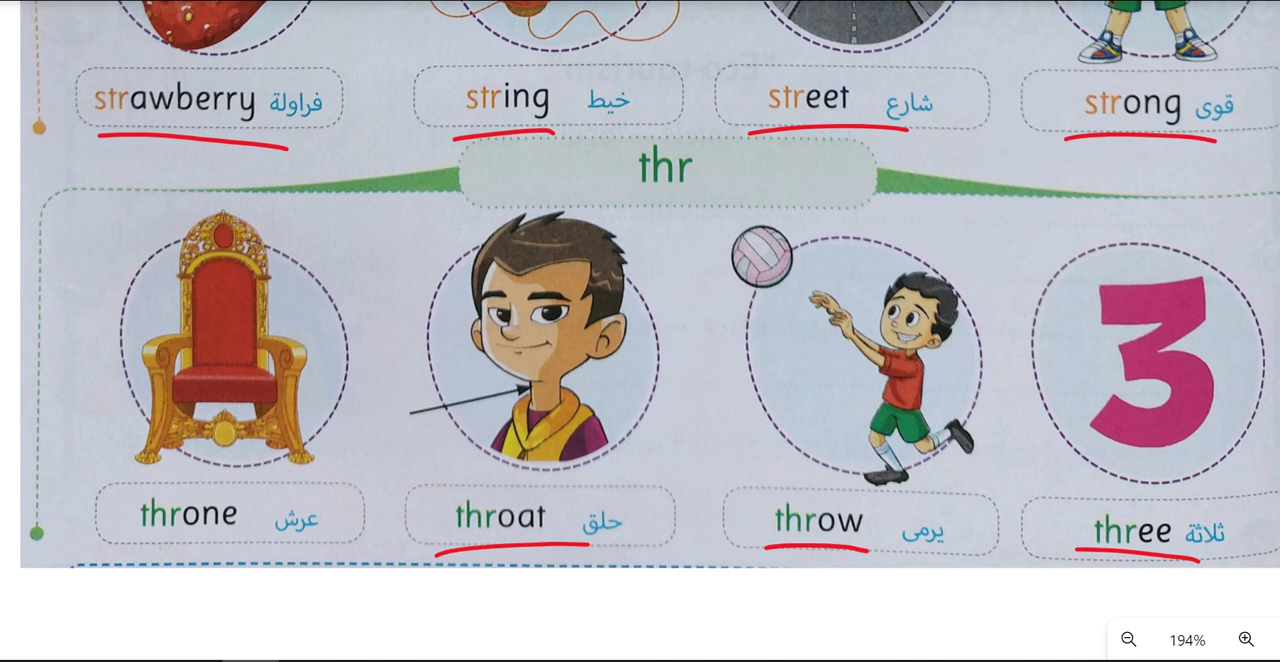 strawberry فراولة
string خيط
street شارع
strong قوى
thr
throne عرش
throat حلق
throw يرمى
three ثلاثة
194%